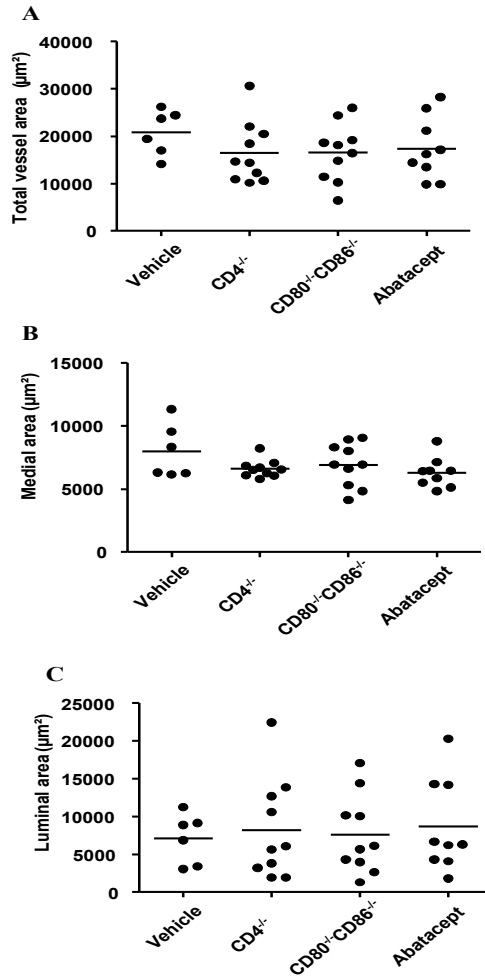 A
Total vessel area (µm²)
40000
30000
20000
10000
0
Vehicle
CD4⁻/⁻
CD80⁻/⁻CD86⁻/⁻
Abatacept
B
Medial area (µm²)
15000
10000
5000
0
Vehicle
CD4⁻/⁻
CD80⁻/⁻CD86⁻/⁻
Abatacept
C
Luminal area (µm²)
25000
20000
15000
10000
5000
0
Vehicle
CD4⁻/⁻
CD80⁻/⁻CD86⁻/⁻
Abatacept